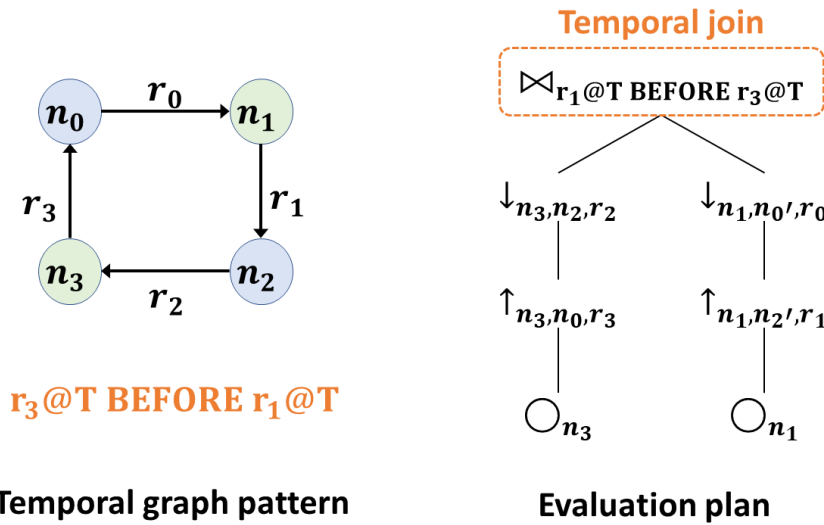 n₀ r₀ n₁
r₃ r₁
n₃ r₂ n₂
r₃@T BEFORE r₁@T
Temporal graph pattern
Temporal join
⋈ r₁@T BEFORE r₃@T
↓n₃,n₂,r₂ ↓n₁,n₀′,r₀
↑n₃,n₀,r₃ ↑n₁,n₂′,r₁
○n₃ ○n₁
Evaluation plan